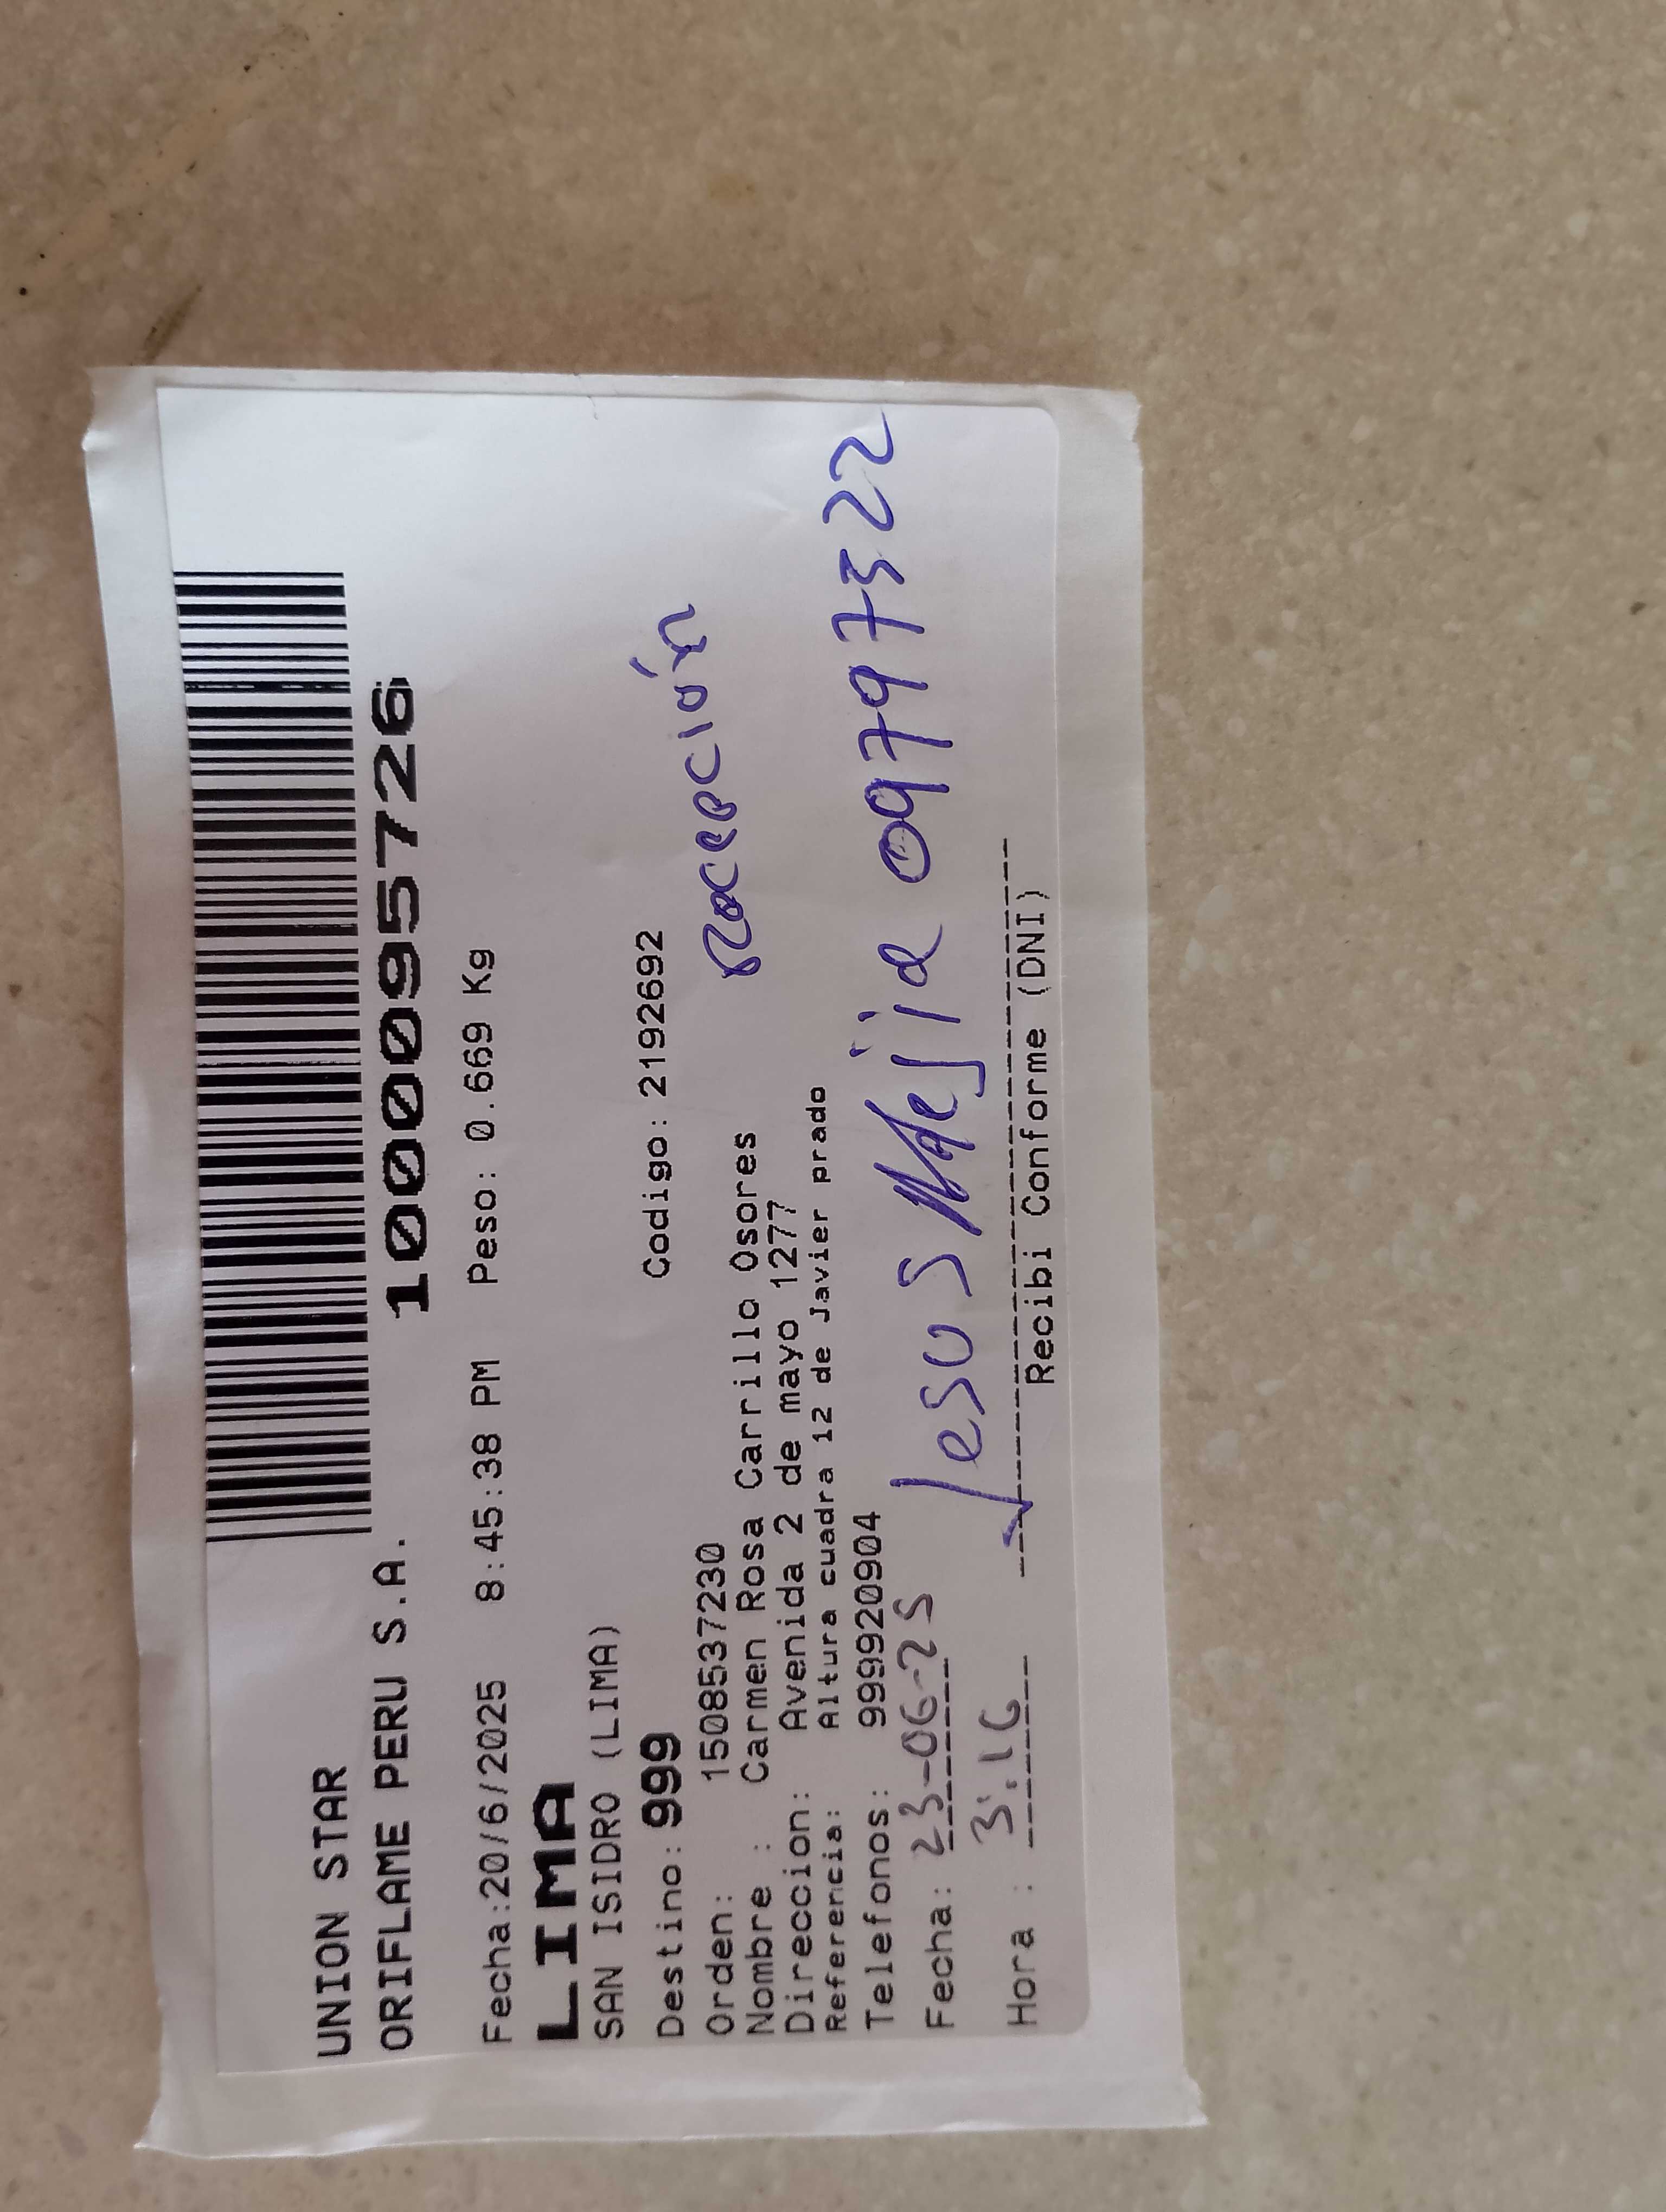 UNION STAR
ORIFLAME PERU S.A. 1000095726
Fecha:20/6/2025 8:45:38 PM Peso: 0.669 Kg
LIMA
SAN ISIDRO (LIMA)
Destino: 999 Codigo: 2192692
Orden: 1508537230
Nombre : Carmen Rosa Carrillo Osores
recepción
Direccion: Avenida 2 de mayo 1277
Referencia: Altura cuadra 12 de Javier prado
Telefonos: 999920904
Fecha: 23-06-25
Jesus Mejia 09797322
Hora : 3:16
Recibi Conforme (DNI)